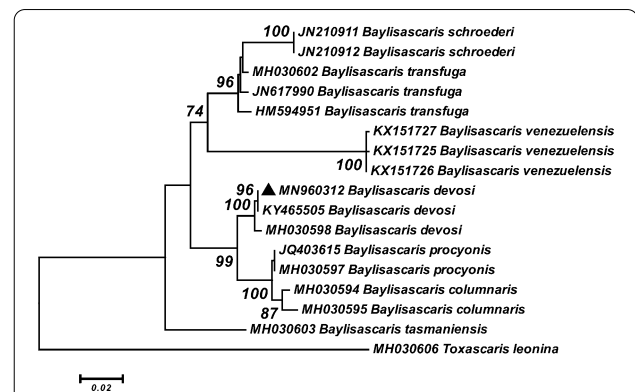 100 JN210911 Baylisascaris schroederi
JN210912 Baylisascaris schroederi
MH030602 Baylisascaris transfuga
96
JN617990 Baylisascaris transfuga
74
HM594951 Baylisascaris transfuga
KX151727 Baylisascaris venezuelensis
KX151725 Baylisascaris venezuelensis
100
KX151726 Baylisascaris venezuelensis
96 MN960312 Baylisascaris devosi
100
KY465505 Baylisascaris devosi
MH030598 Baylisascaris devosi
99
JQ403615 Baylisascaris procyonis
MH030597 Baylisascaris procyonis
100
MH030594 Baylisascaris columnaris
87
MH030595 Baylisascaris columnaris
MH030603 Baylisascaris tasmaniensis
MH030606 Toxascaris leonina
0.02